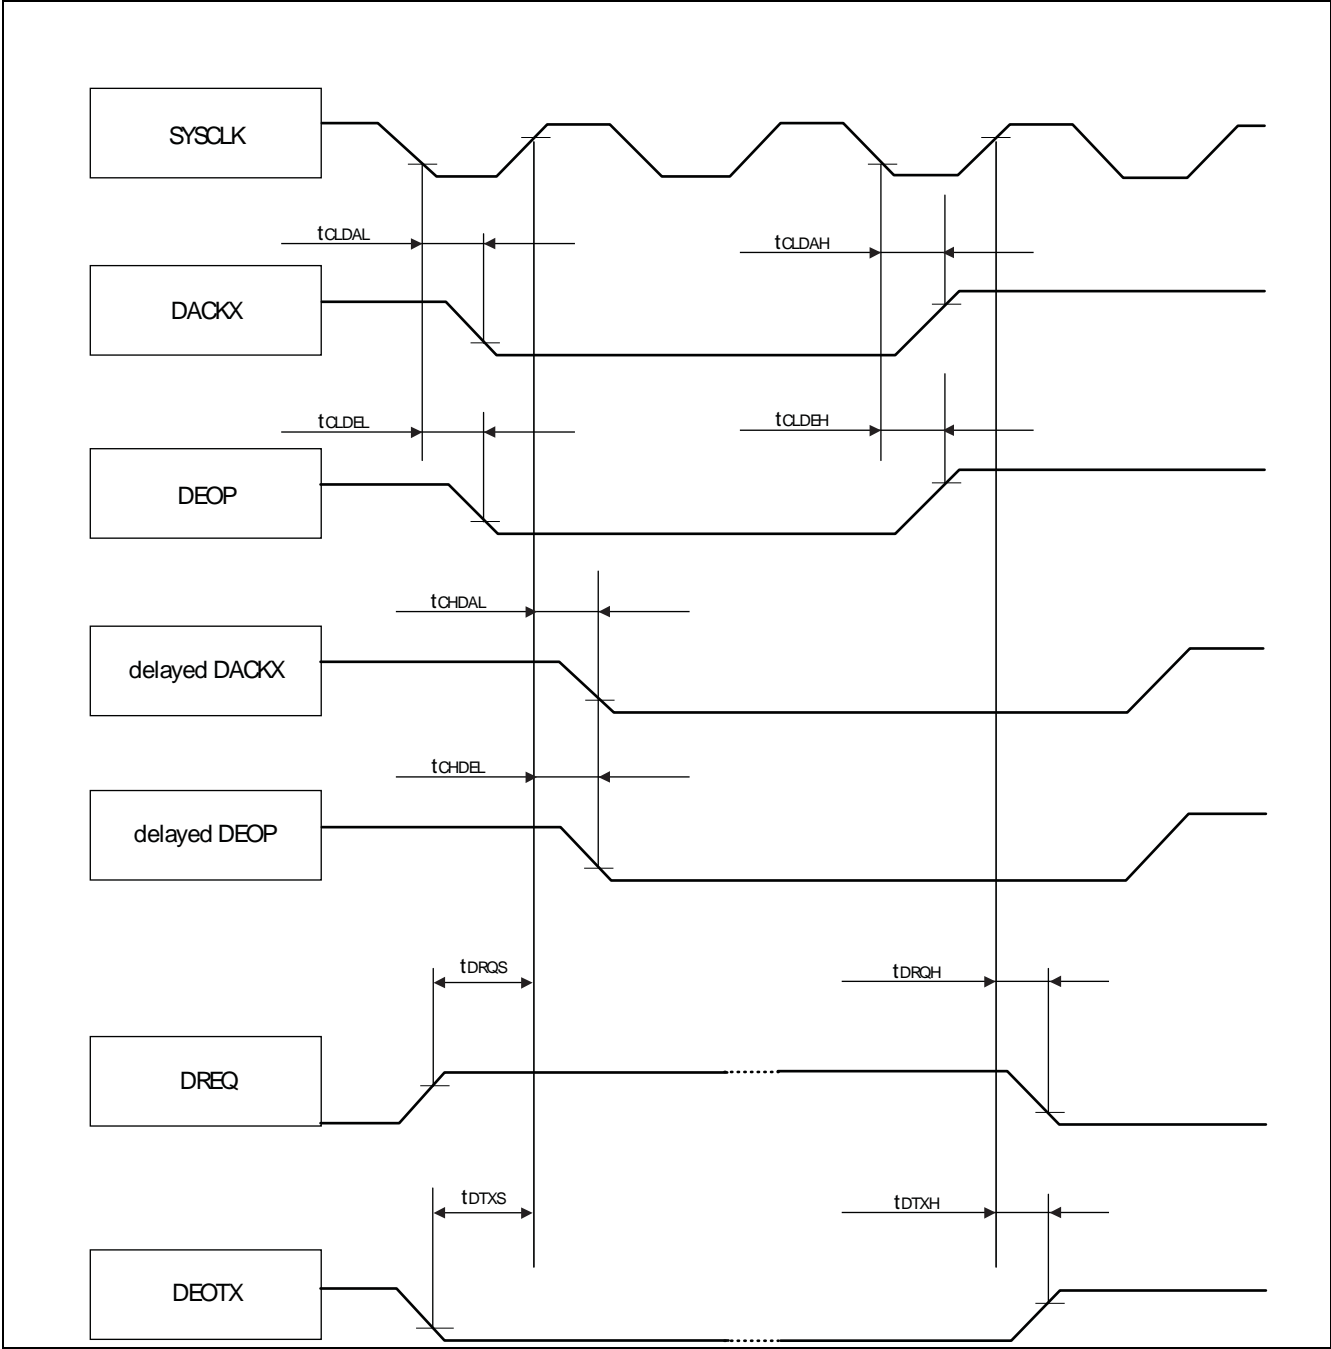 SYSCLK
tCLDAL
tCLDAH
DACKX
tCLDEL
tCLDEH
DEOP
tCHDAL
delayed DACKX
tCHDEL
delayed DEOP
tDRQS
tDRQH
DREQ
tDTXS
tDTXH
DEOTX